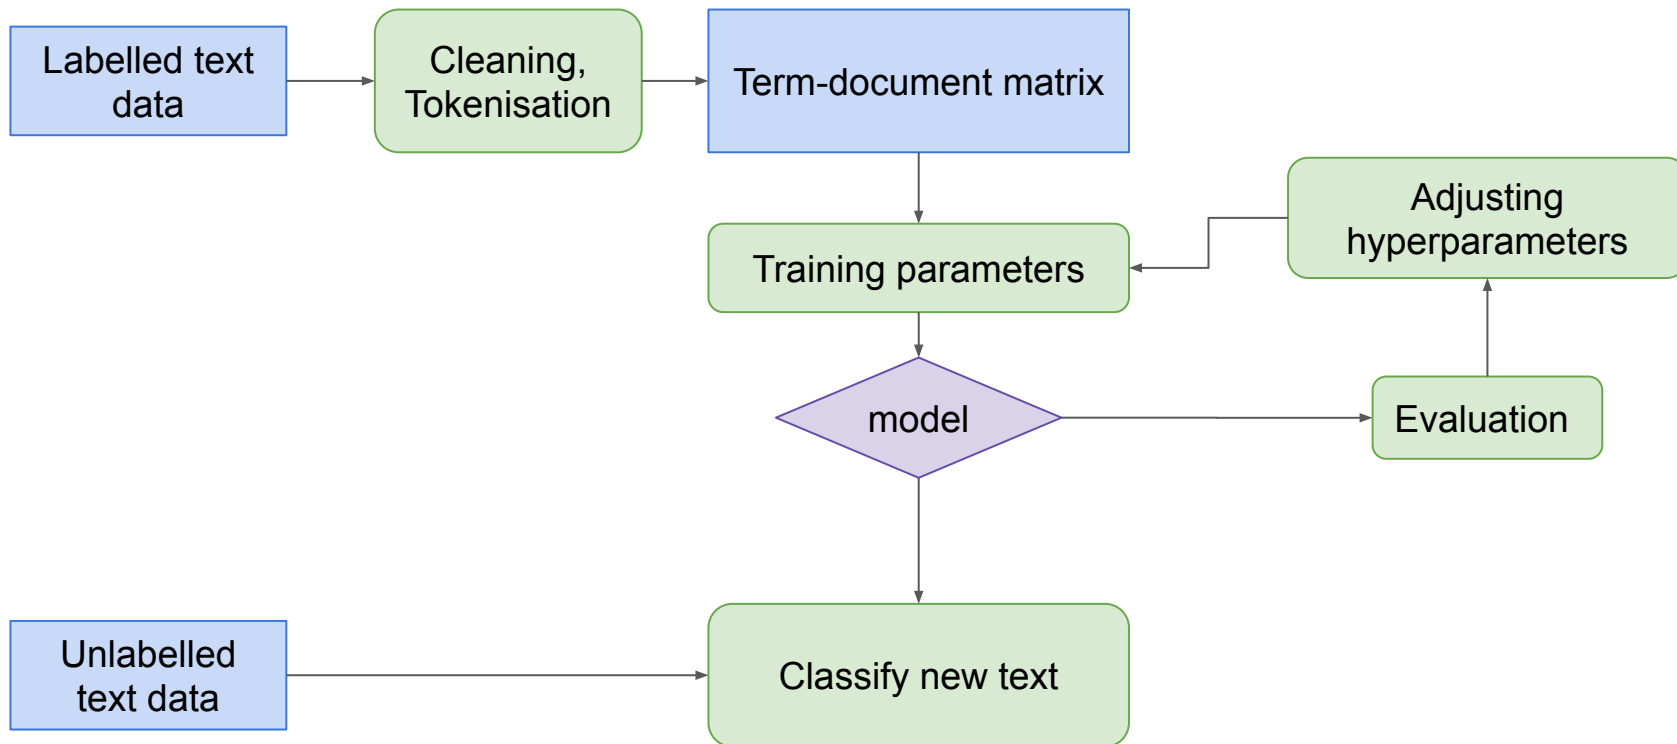 Labelled text
data
Cleaning,
Tokenisation
Term-document matrix
Adjusting
hyperparameters
Training parameters
model
Evaluation
Unlabelled
text data
Classify new text